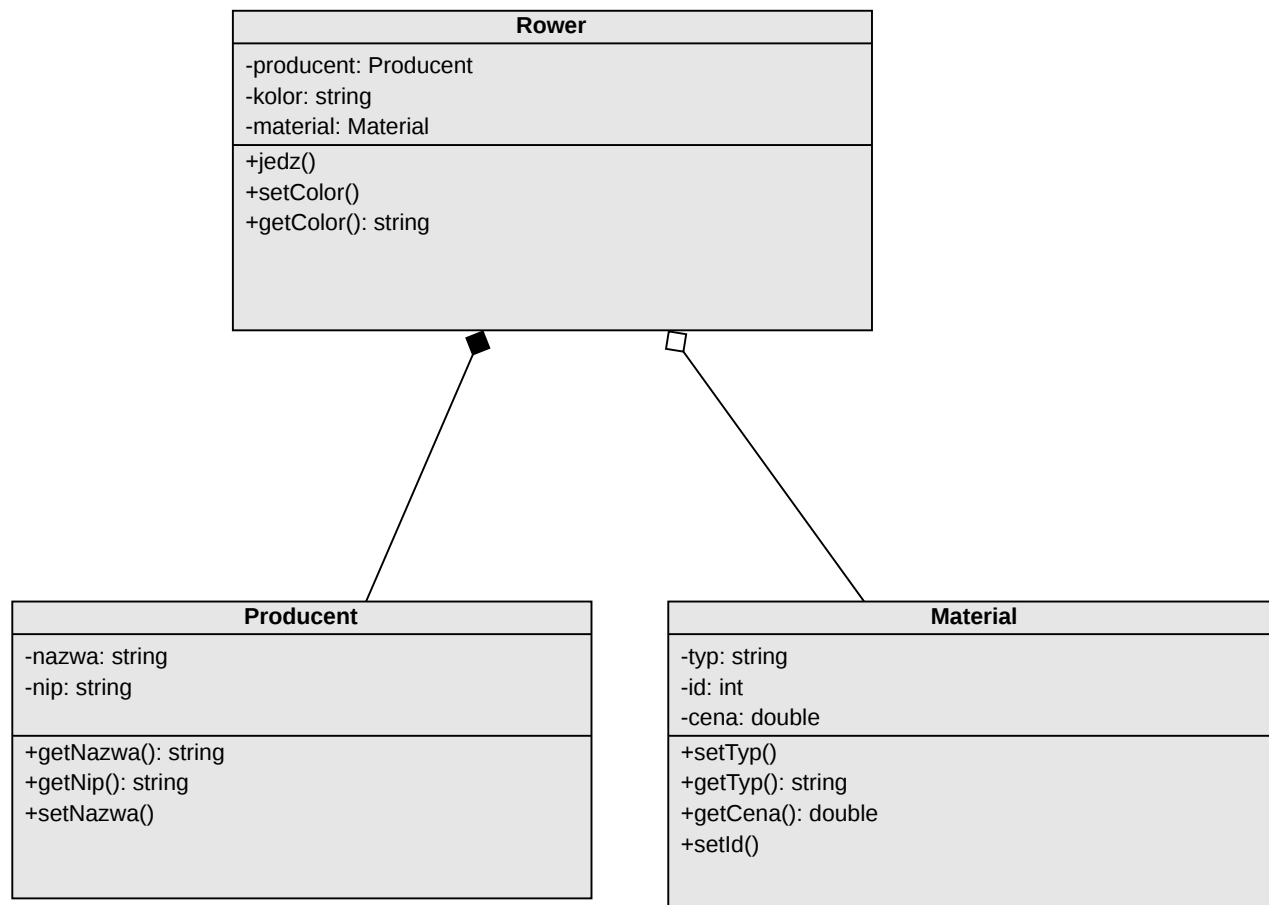 Rower
-producent: Producent
-kolor: string
-material: Material
+jedz()
+setColor()
+getColor(): string
Producent
-nazwa: string
-nip: string
+getNazwa(): string
+getNip(): string
+setNazwa()
Material
-typ: string
-id: int
-cena: double
+setTyp()
+getTyp(): string
+getCena(): double
+setId()